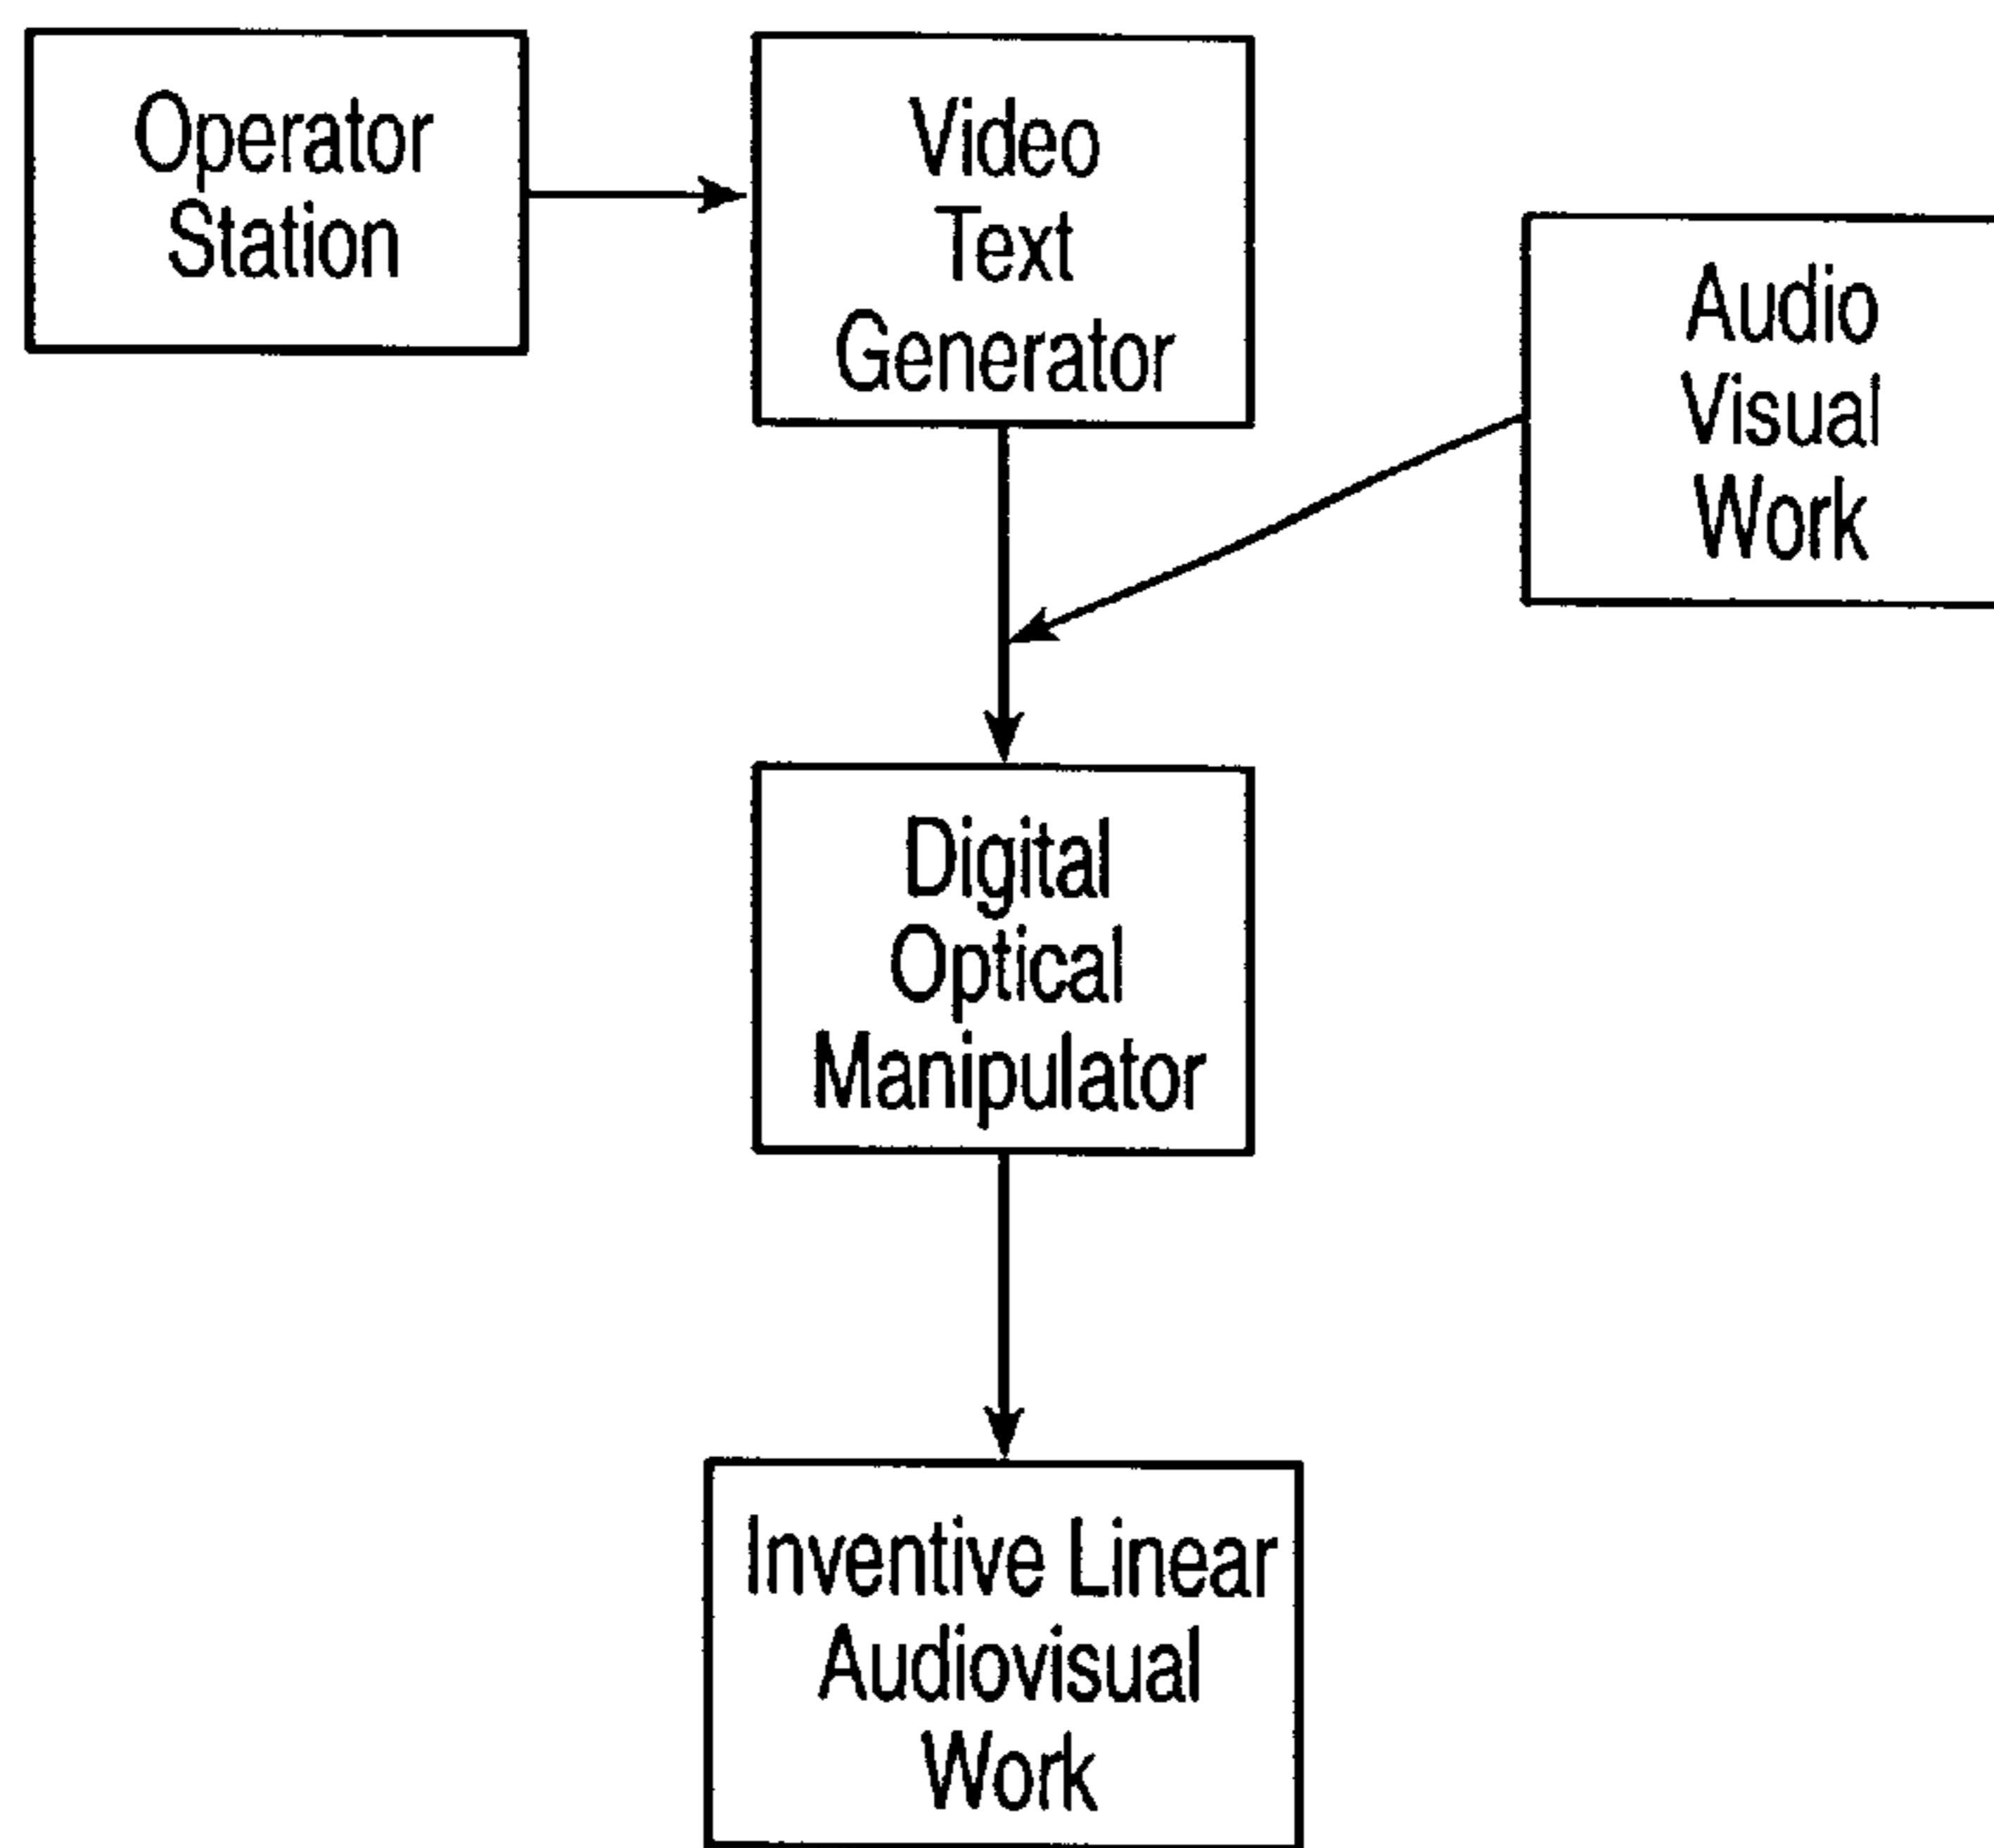 Operator
Station
Video
Text
Generator
Audio
Visual
Work
Digital
Optical
Manipulator
Inventive Linear
Audiovisual
Work